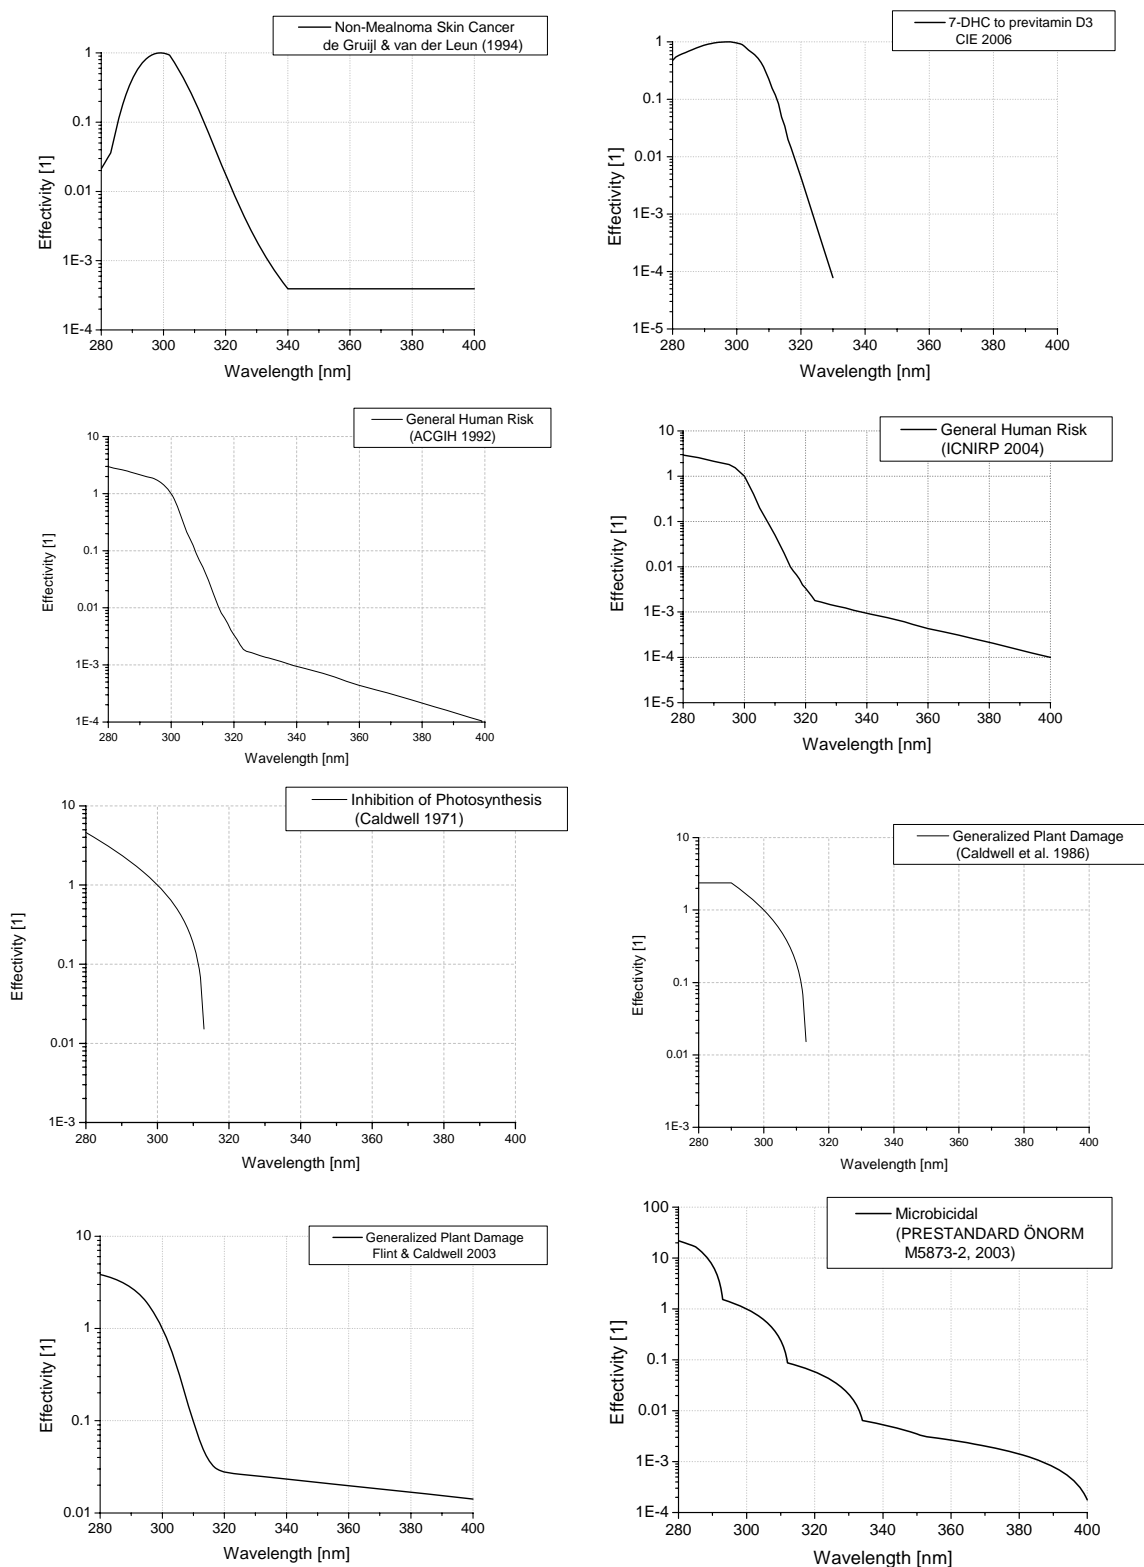 Non-Mealnoma Skin Cancer
de Gruijl & van der Leun (1994)
1
0.1
0.01
1E-3
1E-4
Effectivity [1]
280 300 320 340 360 380 400
Wavelength [nm]
7-DHC to previtamin D3
CIE 2006
1
0.1
0.01
1E-3
1E-4
1E-5
Effectivity [1]
280 300 320 340 360 380 400
Wavelength [nm]
General Human Risk
(ACGIH 1992)
10
1
0.1
0.01
1E-3
1E-4
Effectivity [1]
280 300 320 340 360 380 400
Wavelength [nm]
General Human Risk
(ICNIRP 2004)
10
1
0.1
0.01
1E-3
1E-4
1E-5
Effectivity [1]
280 300 320 340 360 380 400
Wavelength [nm]
Inhibition of Photosynthesis
(Caldwell 1971)
10
1
0.1
0.01
1E-3
Effectivity [1]
280 300 320 340 360 380 400
Wavelength [nm]
Generalized Plant Damage
(Caldwell et al. 1986)
10
1
0.1
0.01
1E-3
Effectivity [1]
280 300 320 340 360 380 400
Wavelength [nm]
Generalized Plant Damage
Flint & Caldwell 2003
10
1
0.1
0.01
Effectivity [1]
280 300 320 340 360 380 400
Wavelength [nm]
Microbicidal
(PRESTANDARD ÖNORM
M5873-2, 2003)
100
10
1
0.1
0.01
1E-3
1E-4
Effectivity [1]
280 300 320 340 360 380 400
Wavelength [nm]